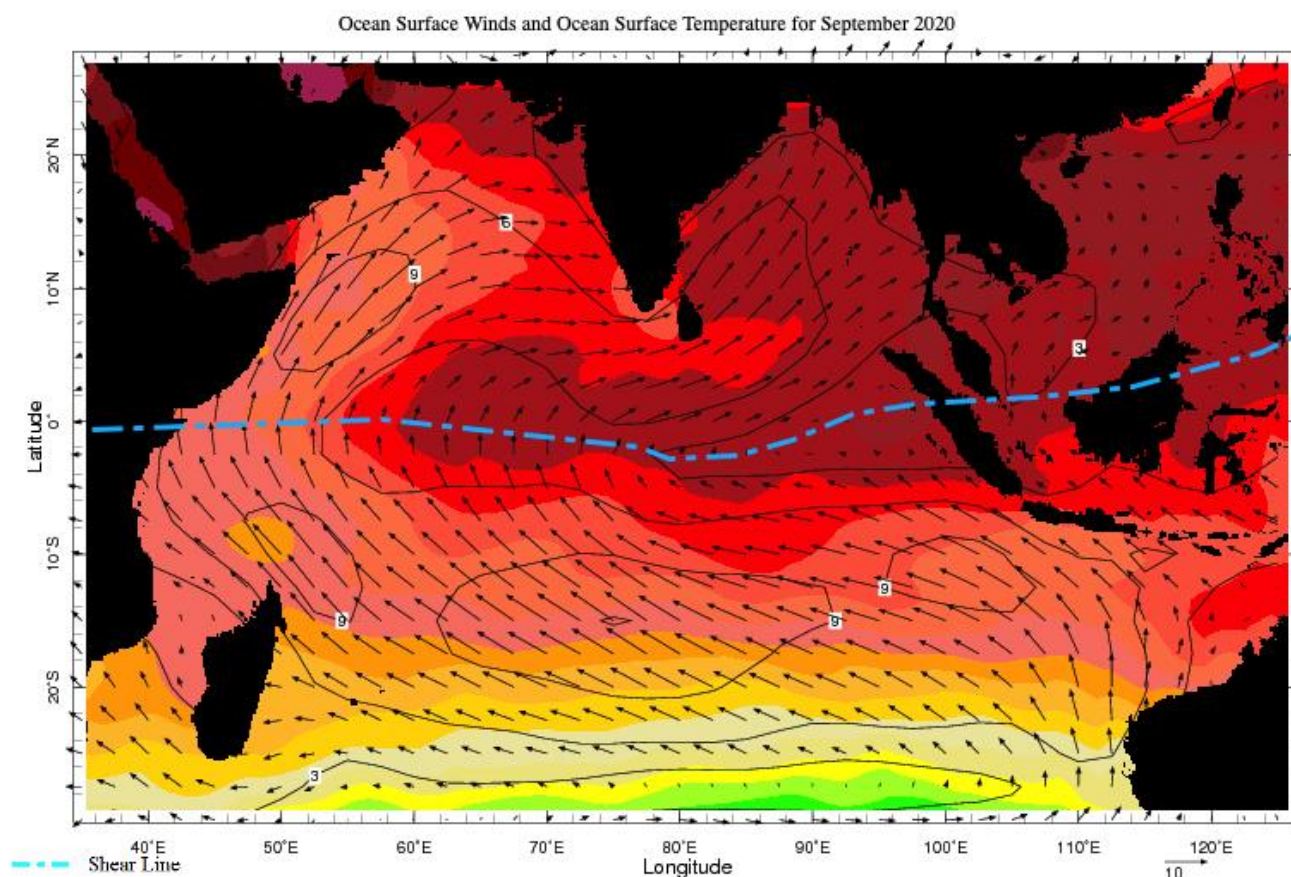 Ocean Surface Winds and Ocean Surface Temperature for September 2020
20°N
6
9
10°N
3
Latitude
0°
10°S
9
9
9
20°S
3
40°E 50°E 60°E 70°E 80°E 90°E 100°E 110°E 120°E
Shear Line
Longitude
10